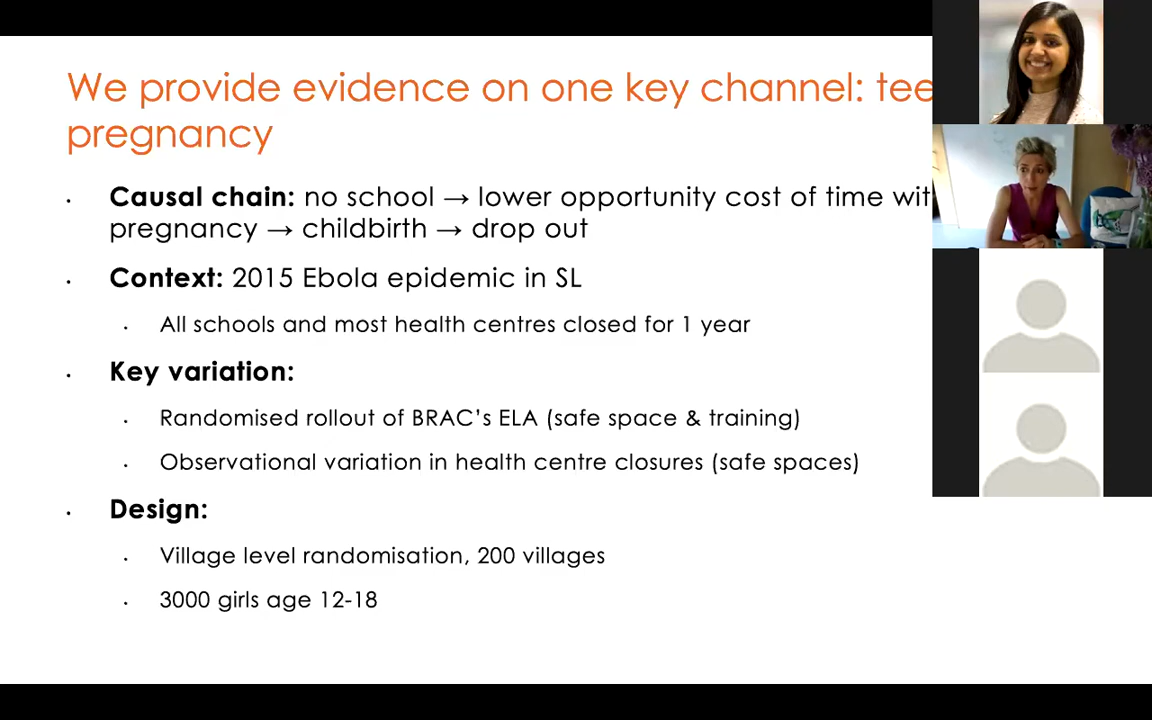 We provide evidence on one key channel: tee
pregnancy
• Causal chain: no school → lower opportunity cost of time wit
pregnancy → childbirth → drop out
• Context: 2015 Ebola epidemic in SL
• All schools and most health centres closed for 1 year
• Key variation:
• Randomised rollout of BRAC’s ELA (safe space & training)
• Observational variation in health centre closures (safe spaces)
• Design:
• Village level randomisation, 200 villages
• 3000 girls age 12-18